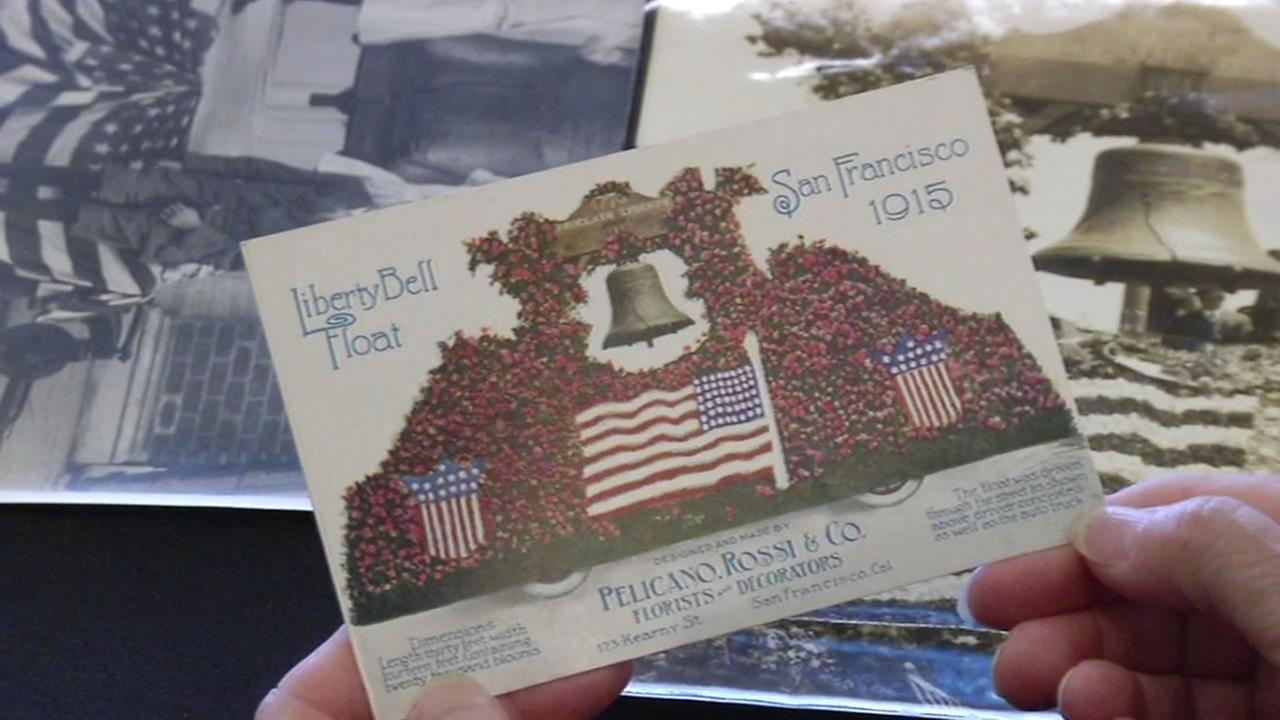 Liberty Bell
Float
San Francisco
1915
DESIGNED AND MADE BY
PELICANO, ROSSI & CO.
FLORISTS AND DECORATORS
123 Kearny St. San Francisco, Cal
Dimensions
Length thirty feet, width
feet, containing
twenty thousand blooms
The float was driven
through the street as shown
above driver concealed
as well as the auto truck